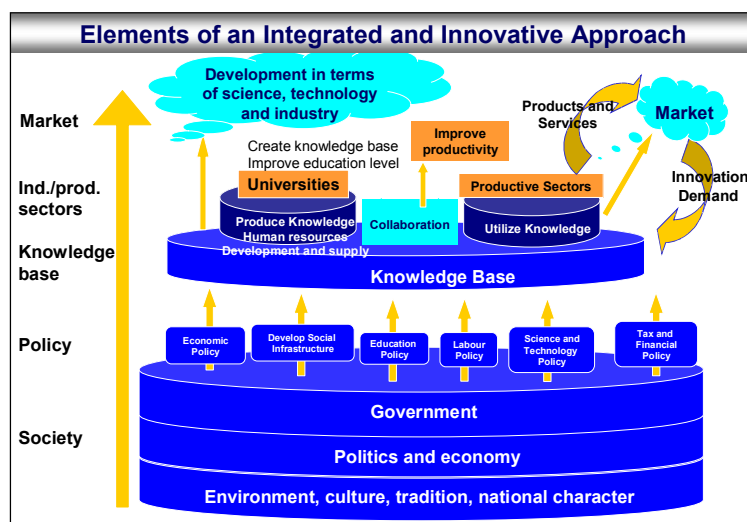 Elements of an Integrated and Innovative Approach
Development in terms
of science, technology
and industry
Market
Products and
Services
Market
Create knowledge base
Improve education level
Improve
productivity
Ind./prod.
sectors
Universities
Productive Sectors
Innovation
Demand
Produce Knowledge
Human resources
Development and supply
Collaboration
Utilize Knowledge
Knowledge
base
Knowledge Base
Policy
Economic
Policy
Develop Social
Infrastructure
Education
Policy
Labour
Policy
Science and
Technology
Policy
Tax and
Financial
Policy
Government
Society
Politics and economy
Environment, culture, tradition, national character